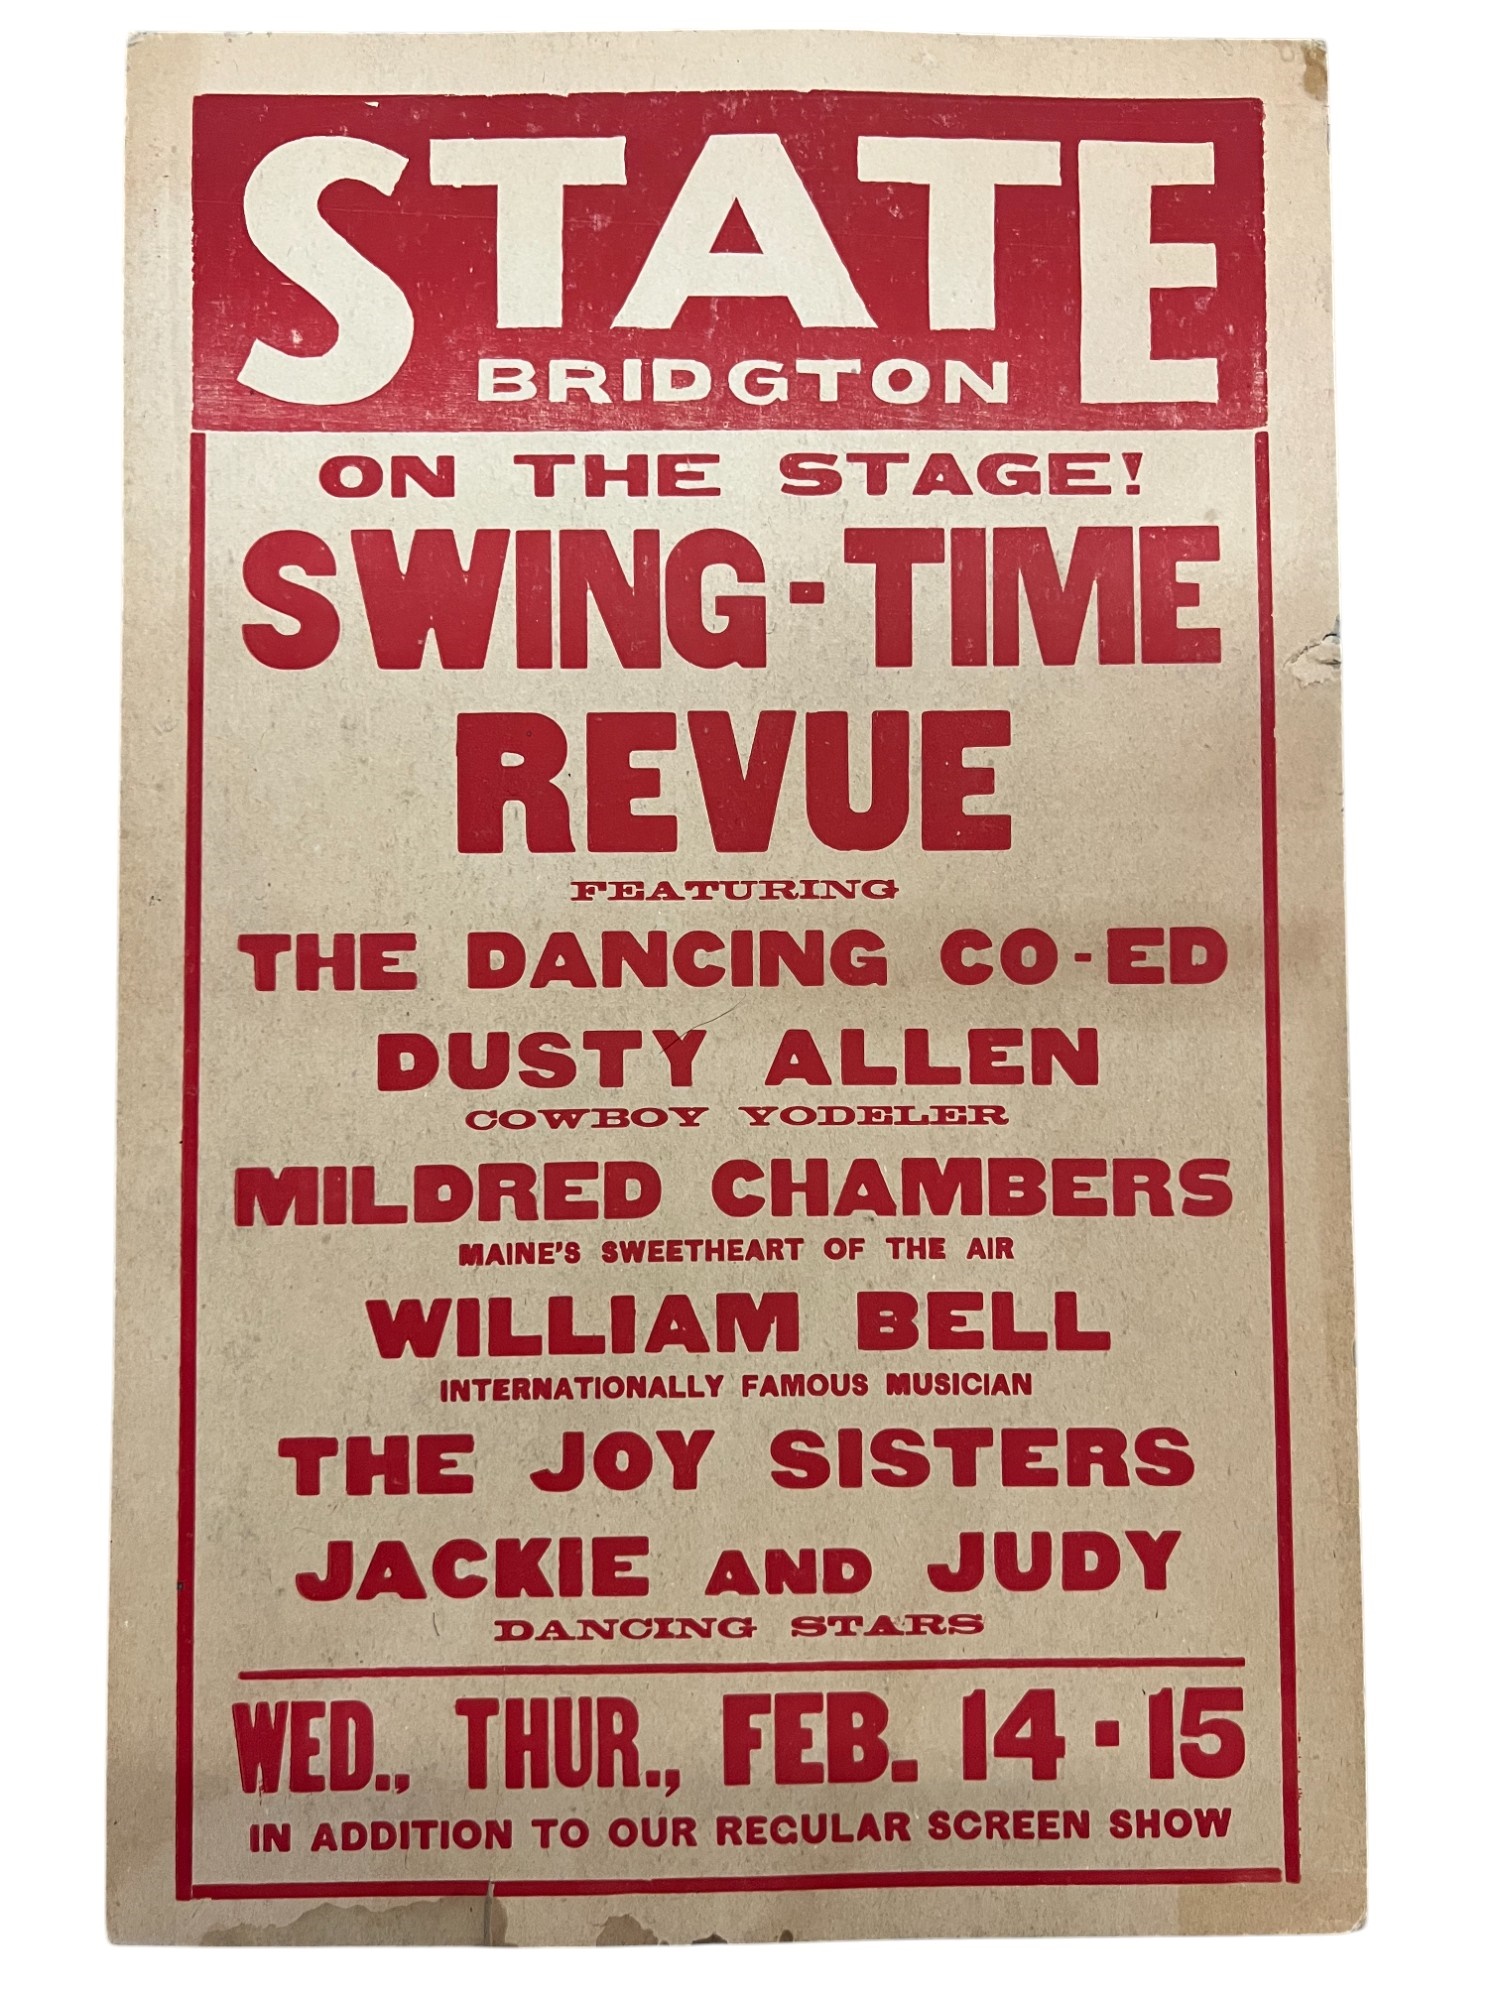 STATE
BRIDGTON
ON THE STAGE!
SWING-TIME
REVUE
FEATURING
THE DANCING CO-ED
DUSTY ALLEN
COWBOY YODELER
MILDRED CHAMBERS
MAINE'S SWEETHEART OF THE AIR
WILLIAM BELL
INTERNATIONALLY FAMOUS MUSICIAN
THE JOY SISTERS
JACKIE AND JUDY
DANCING STARS
WED., THUR., FEB. 14-15
IN ADDITION TO OUR REGULAR SCREEN SHOW